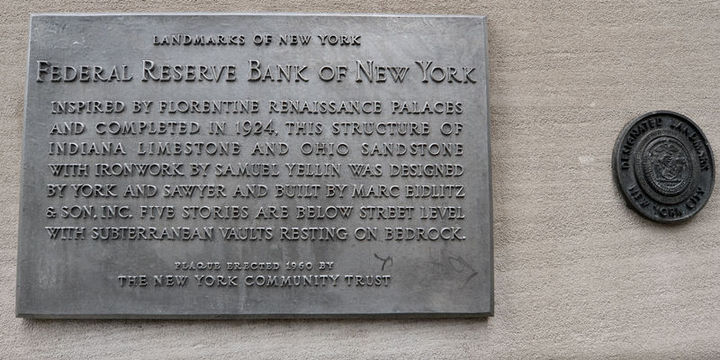 LANDMARKS OF NEW YORK
FEDERAL RESERVE BANK OF NEW YORK
INSPIRED BY FLORENTINE RENAISSANCE PALACES
AND COMPLETED IN 1924, THIS STRUCTURE OF
INDIANA LIMESTONE AND OHIO SANDSTONE
WITH IRONWORK BY SAMUEL YELLIN WAS DESIGNED
BY YORK AND SAWYER AND BUILT BY MARC EIDLITZ
& SON, INC. FIVE STORIES ARE BELOW STREET LEVEL
WITH SUBTERRANEAN VAULTS RESTING ON BEDROCK.
PLAQUE ERECTED 1960 BY
THE NEW YORK COMMUNITY TRUST
DESIGNATED LANDMARK
NEW YORK CITY